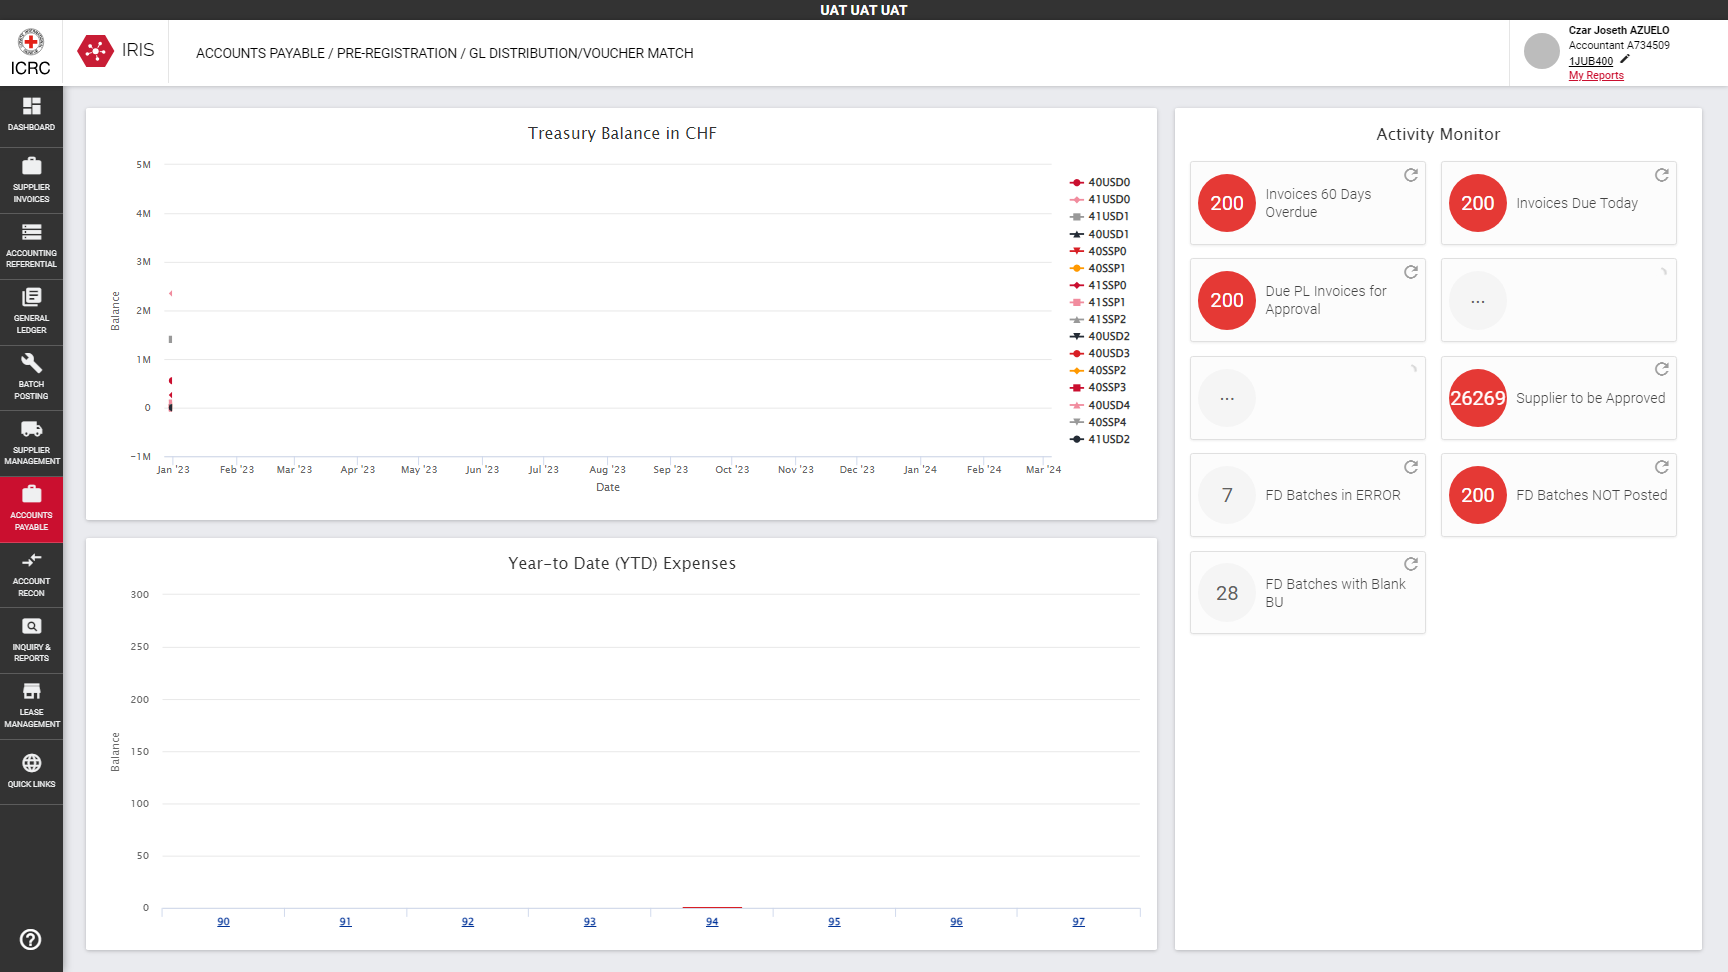 UAT UAT UAT
ICRC
IRIS
ACCOUNTS PAYABLE / PRE-REGISTRATION / GL DISTRIBUTION/VOUCHER MATCH
Czar Joseth AZUELO
Accountant A734509
1JUB400
My Reports
DASHBOARD
SUPPLIER
INVOICES
ACCOUNTING
REFERENTIAL
GENERAL
LEDGER
BATCH
POSTING
SUPPLIER
MANAGEMENT
ACCOUNTS
PAYABLE
ACCOUNT
RECON
INQUIRY &
REPORTS
LEASE
MANAGEMENT
QUICK LINKS
Treasury Balance in CHF
5M
4M
3M
2M
1M
0
-1M
Balance
Jan '23
Feb '23
Mar '23
Apr '23
May '23
Jun '23
Jul '23
Aug '23
Sep '23
Oct '23
Nov '23
Dec '23
Jan '24
Feb '24
Mar '24
Date
40USD0
41USD0
41USD1
40USD1
40SSP0
40SSP1
41SSP0
41SSP1
41SSP2
40USD2
40USD3
40SSP2
40SSP3
40USD4
40SSP4
41USD2
Year-to Date (YTD) Expenses
300
250
200
150
100
50
0
Balance
90
91
92
93
94
95
96
97
Activity Monitor
200
Invoices 60 Days
Overdue
200
Invoices Due Today
200
Due PL Invoices for
Approval
...
...
26269
Supplier to be Approved
7
FD Batches in ERROR
200
FD Batches NOT Posted
28
FD Batches with Blank
BU